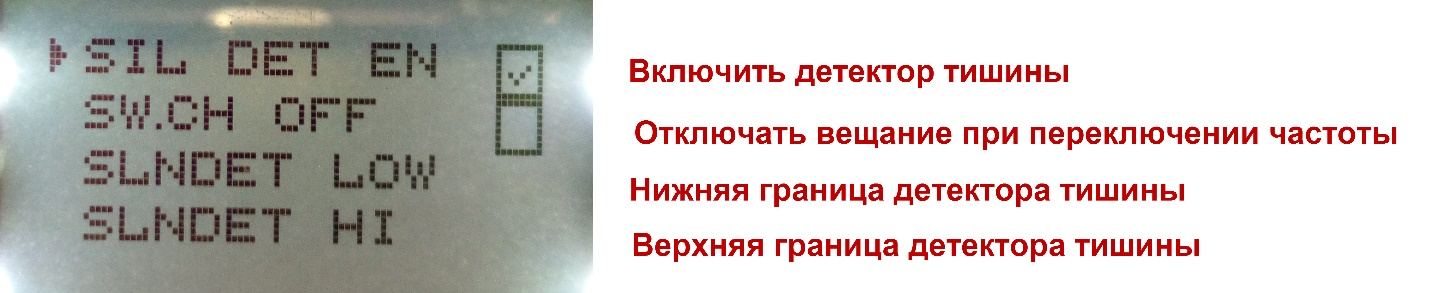 SIL DET EN
SW.CH OFF
SLNDET LOW
SLNDET HI
Включить детектор тишины
Отключать вещание при переключении частоты
Нижняя граница детектора тишины
Верхняя граница детектора тишины